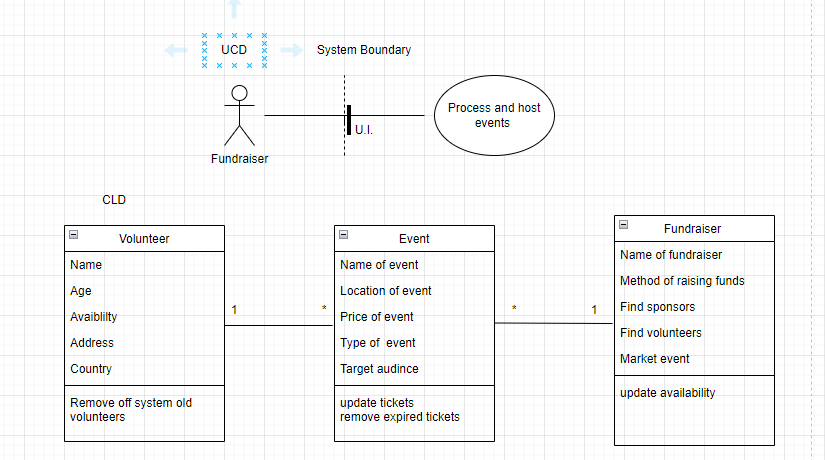 UCD
System Boundary
Process and host
events
U.I.
Fundraiser
CLD
Volunteer
Name
Age
Avaiblilty
Address
Country
Remove off system old
volunteers
1
*
Event
Name of event
Location of event
Price of event
Type of event
Target audince
update tickets
remove expired tickets
*
1
Fundraiser
Name of fundraiser
Method of raising funds
Find sponsors
Find volunteers
Market event
update availability